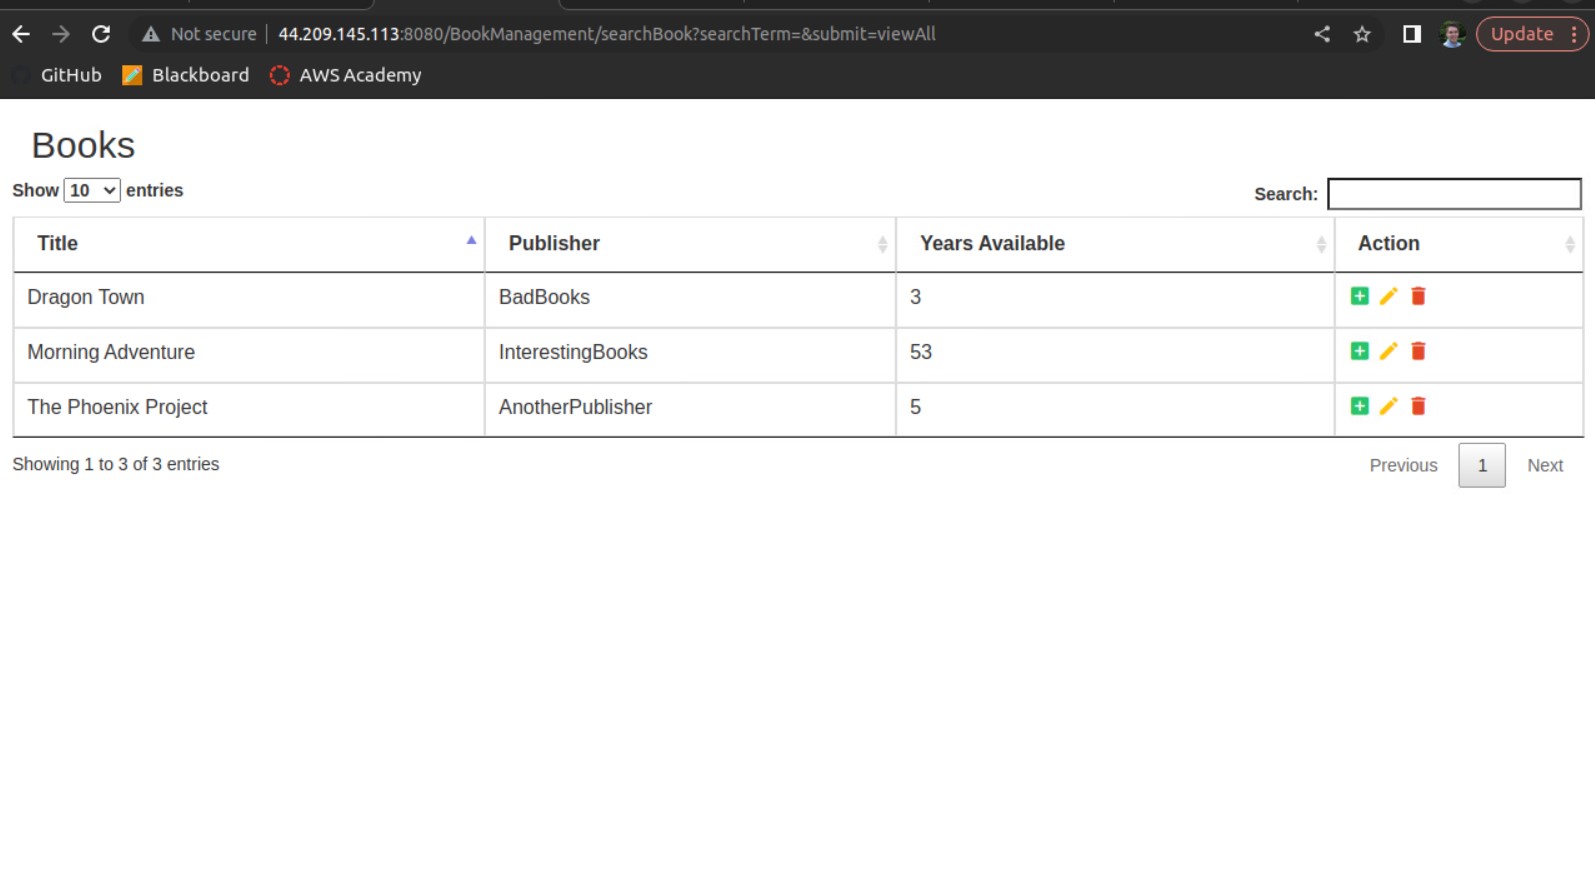 Not secure 44.209.145.113:8080/BookManagement/searchBook?searchTerm=&submit=viewAll Update
GitHub Blackboard AWS Academy
Books
Show 10 entries Search:
Title Publisher Years Available Action
Dragon Town BadBooks 3
Morning Adventure InterestingBooks 53
The Phoenix Project AnotherPublisher 5
Showing 1 to 3 of 3 entries Previous 1 Next